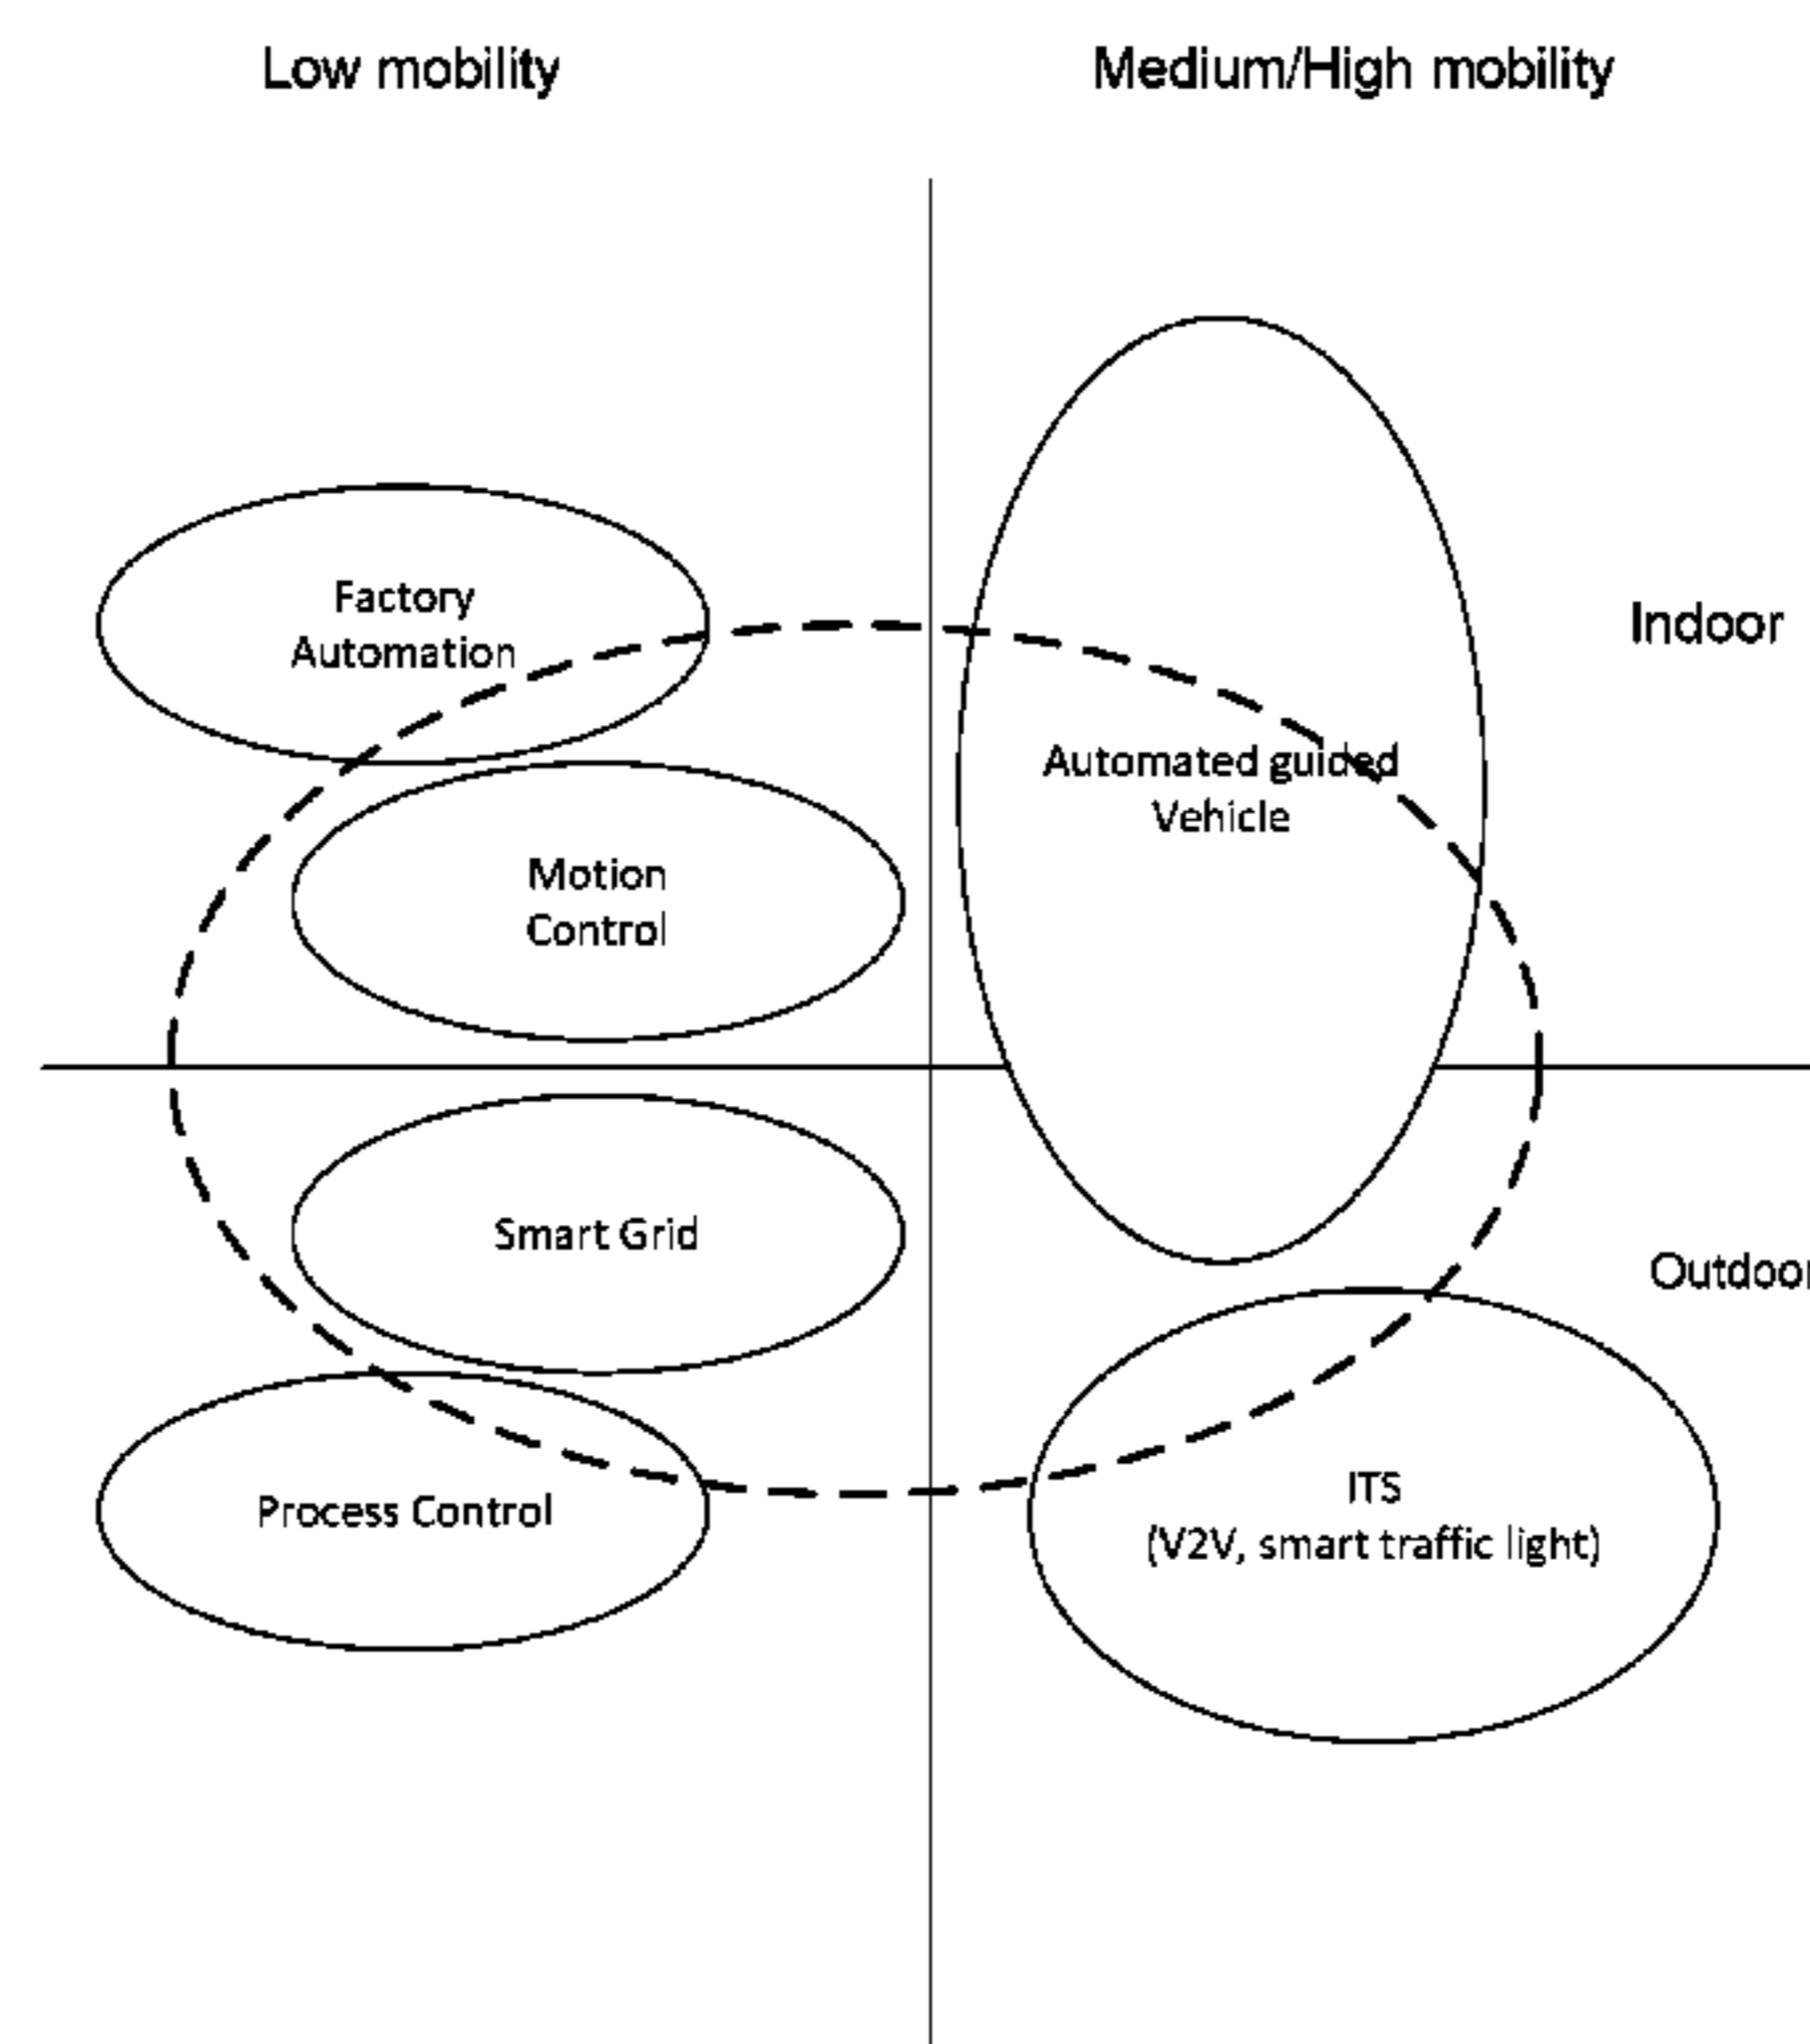 Low mobility
Medium/High mobility
Factory
Automation
Indoor
Automated guided
Vehicle
Motion
Control
Smart Grid
Outdoor
Process Control
ITS
(V2V, smart traffic light)